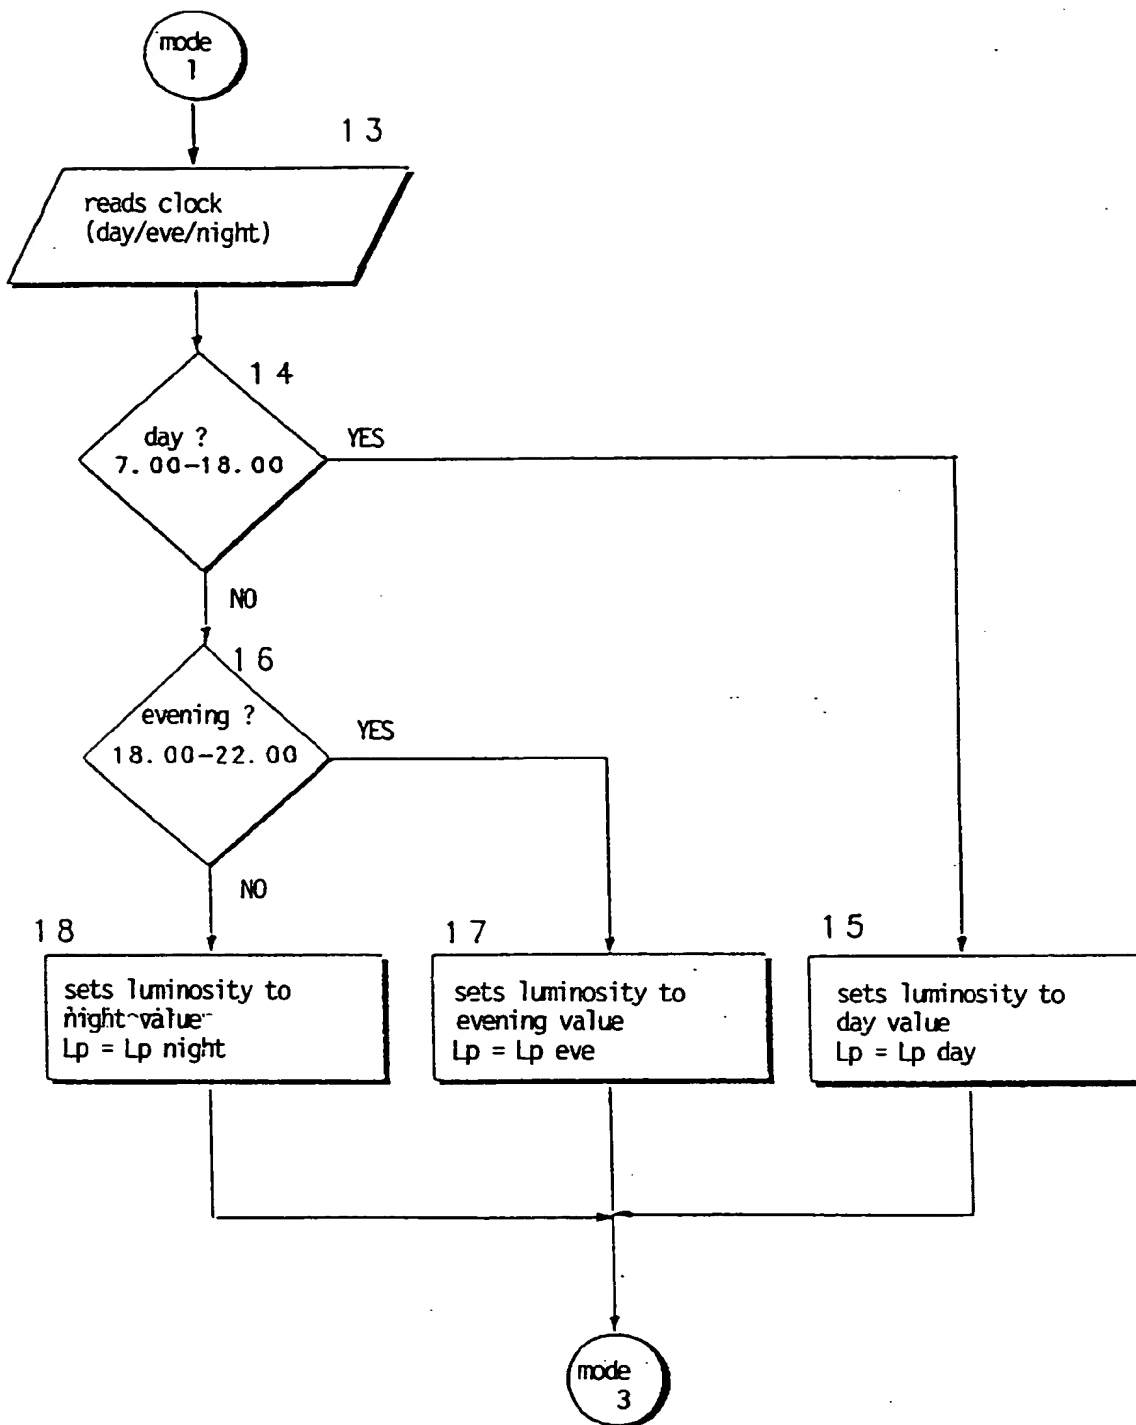 mode
1
13
reads clock
(day/eve/night)
14
day ?
7.00-18.00
YES
NO
16
evening ?
18.00-22.00
YES
NO
18
sets luminosity to
night value
Lp = Lp night
17
sets luminosity to
evening value
Lp = Lp eve
15
sets luminosity to
day value
Lp = Lp day
mode
3